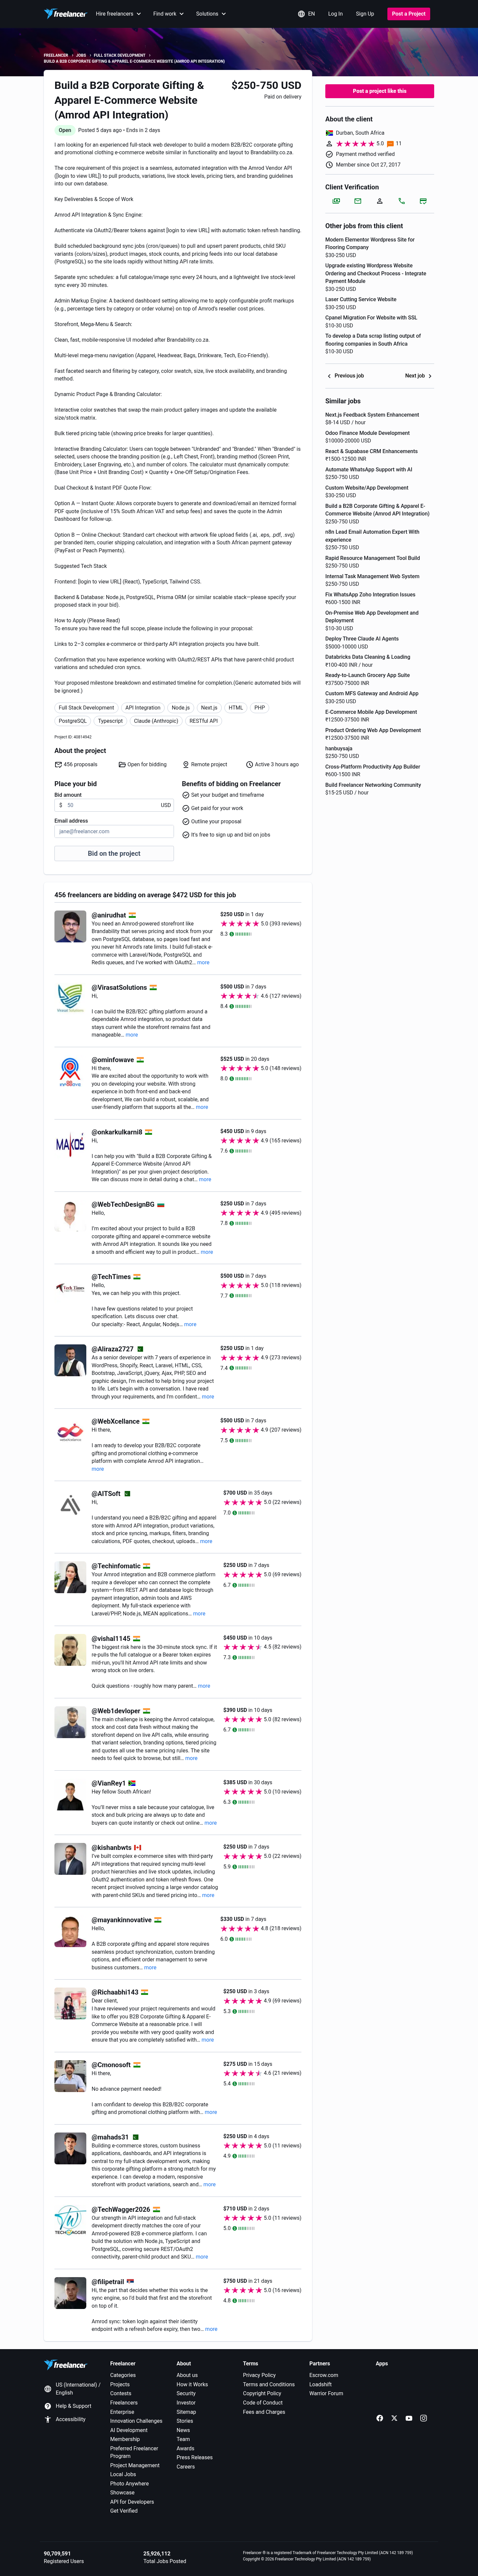 freelancer
Hire freelancers
Find work
Solutions
EN
Log In
Sign Up
Post a Project
FREELANCER
JOBS
FULL STACK DEVELOPMENT
BUILD A B2B CORPORATE GIFTING & APPAREL E-COMMERCE WEBSITE (AMROD API INTEGRATION)
Build a B2B Corporate Gifting &
Apparel E-Commerce Website
(Amrod API Integration)
$250-750 USD
Paid on delivery
Open
Posted 5 days ago • Ends in 2 days
I am looking for an experienced full-stack web developer to build a modern B2B/B2C corporate gifting
and promotional clothing e-commerce website similar in functionality and layout to Brandability.co.za.
The core requirement of this project is a seamless, automated integration with the Amrod Vendor API
([login to view URL]) to pull products, variations, live stock levels, pricing tiers, and branding guidelines
into our own database.
Key Deliverables & Scope of Work
Amrod API Integration & Sync Engine:
Authenticate via OAuth2/Bearer tokens against [login to view URL] with automatic token refresh handling.
Build scheduled background sync jobs (cron/queues) to pull and upsert parent products, child SKU
variants (colors/sizes), product images, stock counts, and pricing feeds into our local database
(PostgreSQL) so the site loads rapidly without hitting API rate limits.
Separate sync schedules: a full catalogue/image sync every 24 hours, and a lightweight live stock-level
sync every 30 minutes.
Admin Markup Engine: A backend dashboard setting allowing me to apply configurable profit markups
(e.g., percentage tiers by category or order volume) on top of Amrod's reseller cost prices.
Storefront, Mega-Menu & Search:
Clean, fast, mobile-responsive UI modeled after Brandability.co.za.
Multi-level mega-menu navigation (Apparel, Headwear, Bags, Drinkware, Tech, Eco-Friendly).
Fast faceted search and filtering by category, color swatch, size, live stock availability, and branding
method.
Dynamic Product Page & Branding Calculator:
Interactive color swatches that swap the main product gallery images and update the available
size/stock matrix.
Bulk tiered pricing table (showing price breaks for larger quantities).
Interactive Branding Calculator: Users can toggle between "Unbranded" and "Branded." When "Branded" is
selected, users choose the branding position (e.g., Left Chest, Front), branding method (Screen Print,
Embroidery, Laser Engraving, etc.), and number of colors. The calculator must dynamically compute:
(Base Unit Price × Unit Branding Cost) × Quantity + One-Off Setup/Origination Fees.
Dual Checkout & Instant PDF Quote Flow:
Option A — Instant Quote: Allows corporate buyers to generate and download/email an itemized formal
PDF quote (inclusive of 15% South African VAT and setup fees) and saves the quote in the Admin
Dashboard for follow-up.
Option B — Online Checkout: Standard cart checkout with artwork file upload fields (.ai, .eps, .pdf, .svg)
per branded item, courier shipping calculation, and integration with a South African payment gateway
(PayFast or Peach Payments).
Suggested Tech Stack
Frontend: [login to view URL] (React), TypeScript, Tailwind CSS.
Backend & Database: Node.js, PostgreSQL, Prisma ORM (or similar scalable stack—please specify your
proposed stack in your bid).
How to Apply (Please Read)
To ensure you have read the full scope, please include the following in your proposal:
Links to 2–3 complex e-commerce or third-party API integration projects you have built.
Confirmation that you have experience working with OAuth2/REST APIs that have parent-child product
variations and scheduled cron syncs.
Your proposed milestone breakdown and estimated timeline for completion.(Generic automated bids will
be ignored.)
Full Stack Development
API Integration
Node.js
Next.js
HTML
PHP
PostgreSQL
Typescript
Claude (Anthropic)
RESTful API
Project ID: 40814942
About the project
456 proposals
Open for bidding
Remote project
Active 3 hours ago
Place your bid
Bid amount
$ 50 USD
Email address
jane@freelancer.com
Bid on the project
Benefits of bidding on Freelancer
Set your budget and timeframe
Get paid for your work
Outline your proposal
It's free to sign up and bid on jobs
456 freelancers are bidding on average $472 USD for this job
@anirudhat
You need an Amrod-powered storefront like
Brandability that serves pricing and stock from your
own PostgreSQL database, so pages load fast and
you never hit Amrod's rate limits. I build full-stack e-
commerce with Laravel/Node, PostgreSQL and
Redis queues, and I've worked with OAuth2… more
$250 USD in 1 day
5.0 (393 reviews)
8.3
@VirasatSolutions
Hi,
I can build the B2B/B2C gifting platform around a
dependable Amrod integration, so product data
stays current while the storefront remains fast and
manageable… more
$500 USD in 7 days
4.6 (127 reviews)
8.4
@ominfowave
Hi there,
We are excited about the opportunity to work with
you on developing your website. With strong
experience in both front-end and back-end
development, We can build a robust, scalable, and
user-friendly platform that supports all the… more
$525 USD in 20 days
5.0 (148 reviews)
8.0
@onkarkulkarni8
Hi,
I can help you with "Build a B2B Corporate Gifting &
Apparel E-Commerce Website (Amrod API
Integration)" as per your given project description.
We can discuss more in detail during a chat… more
$450 USD in 9 days
4.9 (165 reviews)
7.6
@WebTechDesignBG
Hello,
I'm excited about your project to build a B2B
corporate gifting and apparel e-commerce website
with Amrod API integration. It sounds like you need
a smooth and efficient way to pull in product… more
$250 USD in 7 days
4.9 (495 reviews)
7.8
@TechTimes
Hello,
Yes, we can help you with this project.
I have few questions related to your project
specification. Lets discuss over chat.
Our specialty:- React, Angular, Nodejs… more
$500 USD in 7 days
5.0 (118 reviews)
7.7
@Aliraza2727
As a senior developer with 7 years of experience in
WordPress, Shopify, React, Laravel, HTML, CSS,
Bootstrap, JavaScript, jQuery, Ajax, PHP, SEO and
graphic design, I'm excited to help bring your project
to life. Let's begin with a conversation. I have read
through your requirements, and I'm confident… more
$250 USD in 1 day
4.9 (273 reviews)
7.4
@WebXcellance
Hi there,
I am ready to develop your B2B/B2C corporate
gifting and promotional clothing e-commerce
platform with complete Amrod API integration…
more
$500 USD in 7 days
4.9 (207 reviews)
7.5
@AITSoft
Hi,
I understand you need a B2B/B2C gifting and apparel
store with Amrod API integration, product variations,
stock and price syncing, markups, filters, branding
calculations, PDF quotes, checkout, uploads… more
$700 USD in 35 days
5.0 (22 reviews)
7.0
@Techinfomatic
Your Amrod integration and B2B commerce platform
require a developer who can connect the complete
system—from REST API and database logic through
payment integration, admin tools and AWS
deployment. My full-stack experience with
Laravel/PHP, Node.js, MEAN applications… more
$250 USD in 7 days
5.0 (69 reviews)
6.7
@vishal1145
The biggest risk here is the 30-minute stock sync. If it
re-pulls the full catalogue or a Bearer token expires
mid-run, you'll hit Amrod API rate limits and show
wrong stock on live orders.
Quick questions - roughly how many parent… more
$450 USD in 10 days
4.5 (82 reviews)
7.3
@Web1devloper
The main challenge is keeping the Amrod catalogue,
stock and cost data fresh without making the
storefront depend on live API calls, while ensuring
that variant selection, branding options, tiered pricing
and quotes all use the same pricing rules. The site
needs to feel quick to browse, but still… more
$390 USD in 10 days
5.0 (82 reviews)
6.7
@VianRey1
Hey fellow South African!
You'll never miss a sale because your catalogue, live
stock and bulk pricing are always up to date and
buyers can quote instantly or check out online… more
$385 USD in 30 days
5.0 (10 reviews)
6.3
@kishanbwts
I've built complex e-commerce sites with third-party
API integrations that required syncing multi-level
product hierarchies and live stock updates, including
OAuth2 authentication and token refresh flows. One
recent project involved syncing a large vendor catalog
with parent-child SKUs and tiered pricing into… more
$250 USD in 7 days
5.0 (22 reviews)
5.9
@mayankinnovative
Hello,
A B2B corporate gifting and apparel store requires
seamless product synchronization, custom branding
options, and efficient order management to serve
business customers… more
$330 USD in 7 days
4.8 (218 reviews)
6.0
@Richaabhi143
Dear client,
I have reviewed your project requirements and would
like to offer you B2B Corporate Gifting & Apparel E-
Commerce Website at a reasonable price. I will
provide you website with very good quality work and
ensure that you are completely satisfied with… more
$250 USD in 3 days
4.9 (69 reviews)
5.3
@Cmonosoft
Hi there,
No advance payment needed!
I am confidant to develop this B2B/B2C corporate
gifting and promotional clothing platform with… more
$275 USD in 15 days
4.6 (21 reviews)
5.4
@mahads31
Building e-commerce stores, custom business
applications, dashboards, and API integrations is
central to my full-stack development work, making
this corporate gifting platform a strong match for my
experience. I can develop a modern, responsive
storefront with product variations, search and… more
$250 USD in 4 days
5.0 (11 reviews)
4.9
@TechWagger2026
Our strength in API integration and full-stack
development directly matches the core of your
Amrod-powered B2B e-commerce platform. I can
build the solution with Node.js, TypeScript and
PostgreSQL, covering secure REST/OAuth2
connectivity, parent-child product and SKU… more
$710 USD in 2 days
5.0 (11 reviews)
5.0
@filipetrail
Hi, the part that decides whether this works is the
sync engine, so I'd build that first and the storefront
on top of it.
Amrod sync: token login against their identity
endpoint with a refresh before expiry, then two… more
$750 USD in 21 days
5.0 (16 reviews)
4.8
Post a project like this
About the client
Durban, South Africa
5.0 11
Payment method verified
Member since Oct 27, 2017
Client Verification
Other jobs from this client
Modern Elementor Wordpress Site for
Flooring Company
$30-250 USD
Upgrade existing Wordpress Website
Ordering and Checkout Process - Integrate
Payment Module
$30-250 USD
Laser Cutting Service Website
$30-250 USD
Cpanel Migration For Website with SSL
$10-30 USD
To develop a Data scrap listing output of
flooring companies in South Africa
$10-30 USD
Previous job
Next job
Similar jobs
Next.js Feedback System Enhancement
$8-14 USD / hour
Odoo Finance Module Development
$10000-20000 USD
React & Supabase CRM Enhancements
₹1500-12500 INR
Automate WhatsApp Support with AI
$250-750 USD
Custom Website/App Development
$30-250 USD
Build a B2B Corporate Gifting & Apparel E-
Commerce Website (Amrod API Integration)
$250-750 USD
n8n Lead Email Automation Expert With
experience
$250-750 USD
Rapid Resource Management Tool Build
$250-750 USD
Internal Task Management Web System
$250-750 USD
Fix WhatsApp Zoho Integration Issues
₹600-1500 INR
On-Premise Web App Development and
Deployment
$10-30 USD
Deploy Three Claude AI Agents
$5000-10000 USD
Databricks Data Cleaning & Loading
₹100-400 INR / hour
Ready-to-Launch Grocery App Suite
₹37500-75000 INR
Custom MFS Gateway and Android App
$30-250 USD
E-Commerce Mobile App Development
₹12500-37500 INR
Product Ordering Web App Development
₹12500-37500 INR
hanbuysaja
$250-750 USD
Cross-Platform Productivity App Builder
₹600-1500 INR
Build Freelancer Networking Community
$15-25 USD / hour
freelancer
US (International) /
English
Help & Support
Accessibility
Freelancer
Categories
Projects
Contests
Freelancers
Enterprise
Innovation Challenges
AI Development
Membership
Preferred Freelancer
Program
Project Management
Local Jobs
Photo Anywhere
Showcase
API for Developers
Get Verified
About
About us
How it Works
Security
Investor
Sitemap
Stories
News
Team
Awards
Press Releases
Careers
Terms
Privacy Policy
Terms and Conditions
Copyright Policy
Code of Conduct
Fees and Charges
Partners
Escrow.com
Loadshift
Warrior Forum
Apps
90,709,591
Registered Users
25,926,112
Total Jobs Posted
Freelancer ® is a registered Trademark of Freelancer Technology Pty Limited (ACN 142 189 759)
Copyright © 2026 Freelancer Technology Pty Limited (ACN 142 189 759)